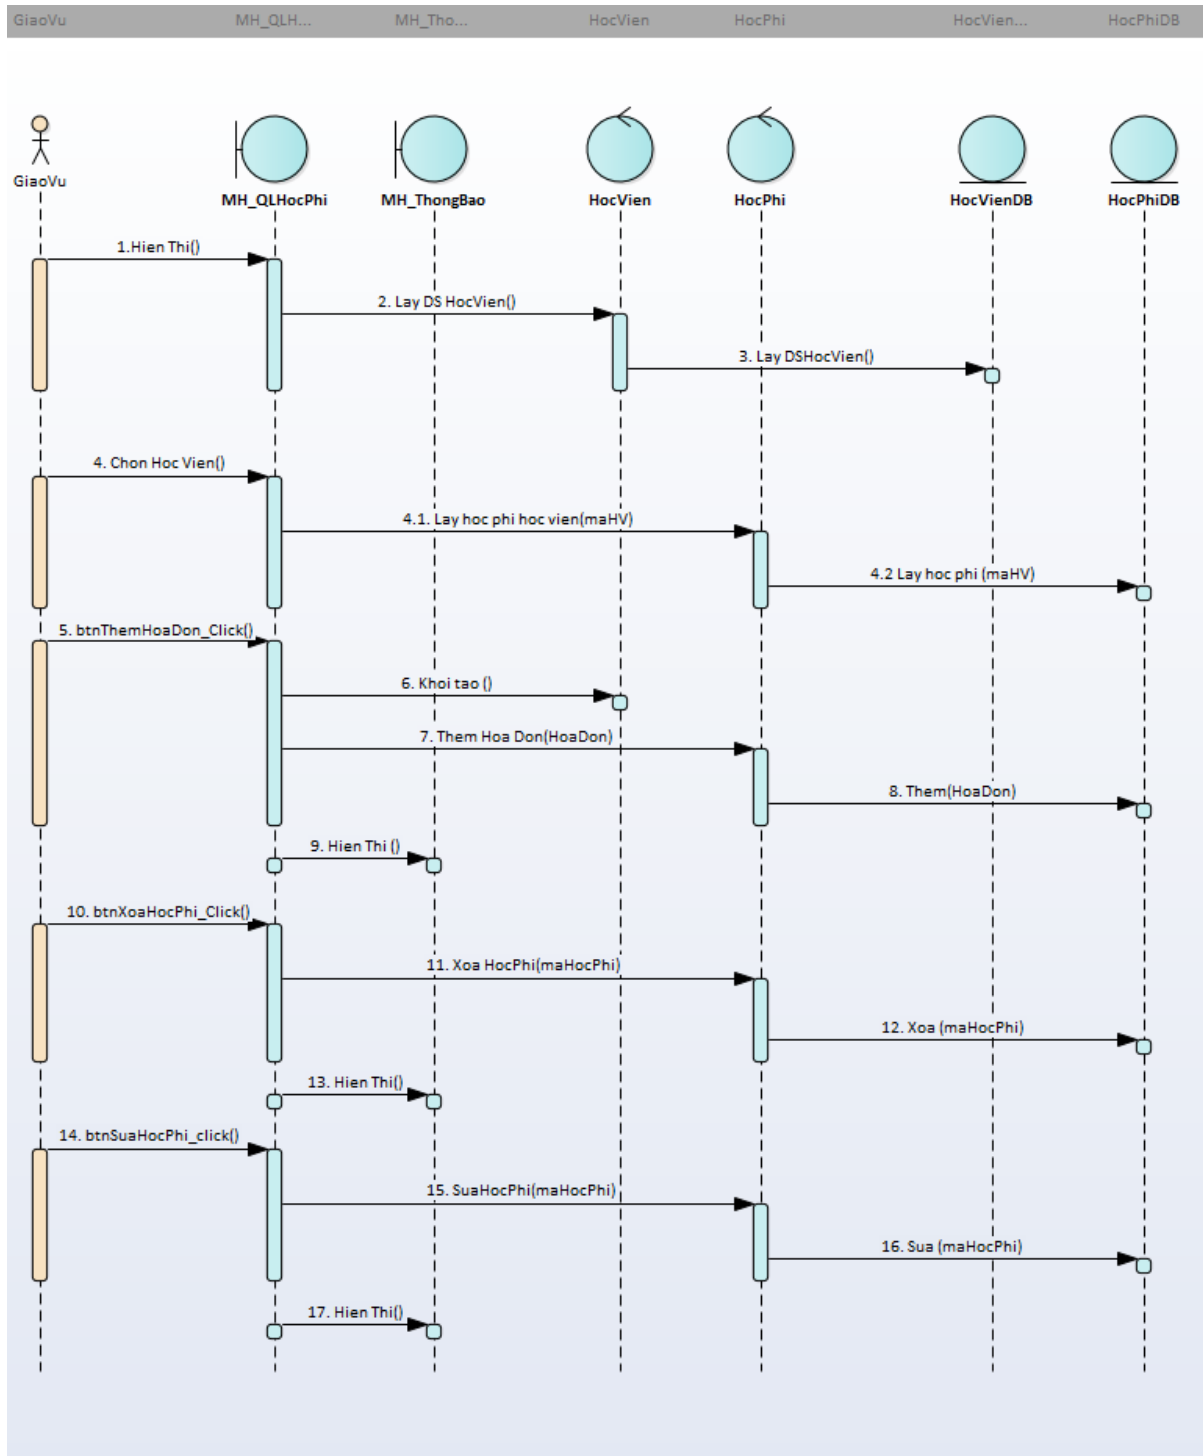 GiaoVu MH_QLH... MH_Tho... HocVien HocPhi HocVien... HocPhiDB
GiaoVu
MH_QLHocPhi MH_ThongBao HocVien HocPhi HocVienDB HocPhiDB
1.Hien Thi()
2. Lay DS HocVien()
3. Lay DSHocVien()
4. Chon Hoc Vien()
4.1. Lay hoc phi hoc vien(maHV)
4.2 Lay hoc phi (maHV)
5. btnThemHoaDon_Click()
6. Khoi tao ()
7. Them Hoa Don(HoaDon)
8. Them(HoaDon)
9. Hien Thi ()
10. btnXoaHocPhi_Click()
11. Xoa HocPhi(maHocPhi)
12. Xoa (maHocPhi)
13. Hien Thi()
14. btnSuaHocPhi_click()
15. SuaHocPhi(maHocPhi)
16. Sua (maHocPhi)
17. Hien Thi()